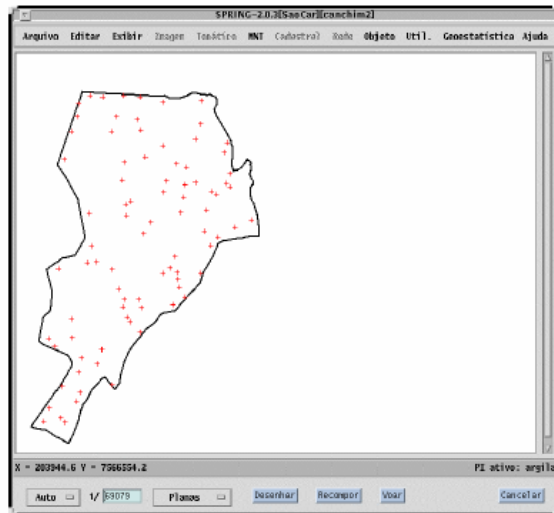 SPRING-2.0.3[SaoCar][canchim2]
Arquivo Editar Exibir Imagem Temático MNT Cadastral Rede Objeto Util. Geoestatística Ajuda
X = 203944.6 Y = 7566554.2 PI ativo: argila
Auto 1/ 69079 Planas Desenhar Recompor Voar Cancelar